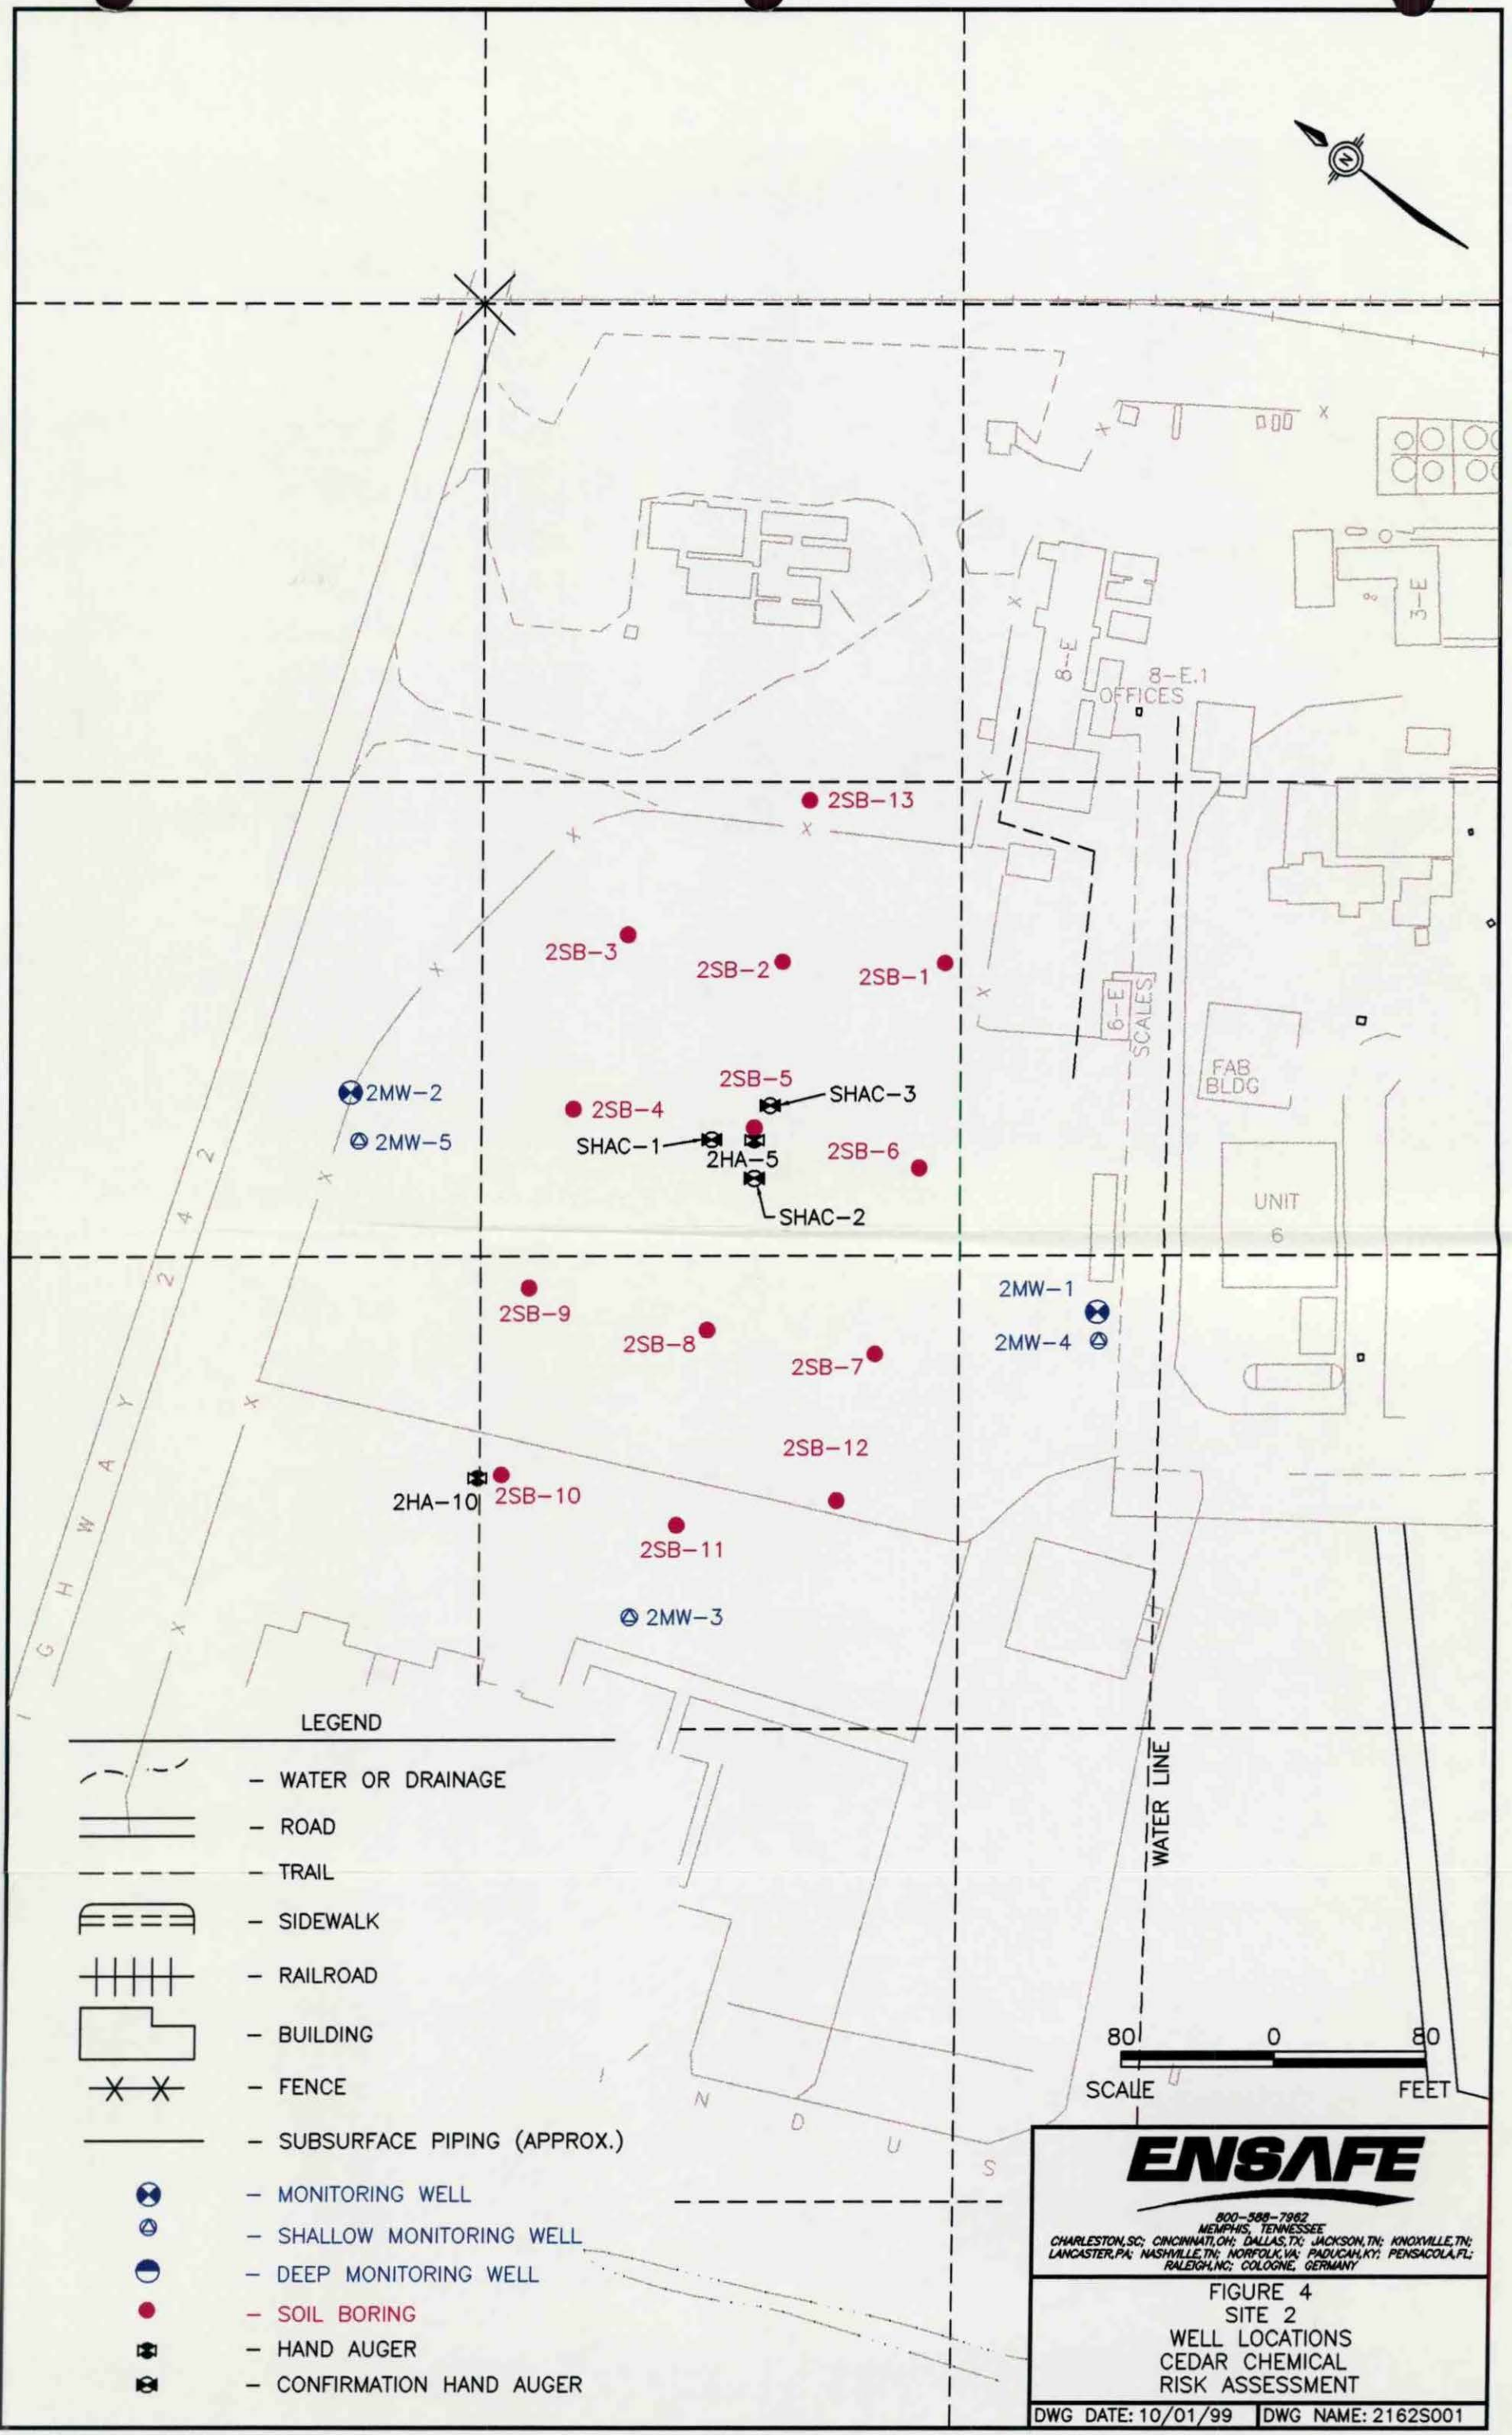 N
X
X
8-E
3-E
8-E.1
OFFICES
X
X
2SB-13
X
X
2SB-3
2SB-2
2SB-1
X
X
6-E
SCALES
FAB
BLDG
2SB-5
SHAC-3
2MW-2
2SB-4
2MW-5
SHAC-1
2HA-5
2SB-6
X
SHAC-2
UNIT
6
HIGHWAY 242
2MW-1
2SB-9
2SB-8
2MW-4
2SB-7
X
2SB-12
2HA-10
2SB-10
2SB-11
X
2MW-3
WATER LINE
LEGEND
- WATER OR DRAINAGE
- ROAD
- TRAIL
- SIDEWALK
- RAILROAD
- BUILDING
- FENCE
- SUBSURFACE PIPING (APPROX.)
- MONITORING WELL
- SHALLOW MONITORING WELL
- DEEP MONITORING WELL
- SOIL BORING
- HAND AUGER
- CONFIRMATION HAND AUGER
I N D U S
80 0 80
SCALE FEET
ENSAFE
800-588-7962
MEMPHIS, TENNESSEE
CHARLESTON,SC; CINCINNATI,OH; DALLAS,TX; JACKSON,TN; KNOXVILLE,TN;
LANCASTER,PA; NASHVILLE,TN; NORFOLK,VA; PADUCAH,KY; PENSACOLA,FL;
RALEIGH,NC; COLOGNE, GERMANY
FIGURE 4
SITE 2
WELL LOCATIONS
CEDAR CHEMICAL
RISK ASSESSMENT
DWG DATE: 10/01/99
DWG NAME: 2162S001